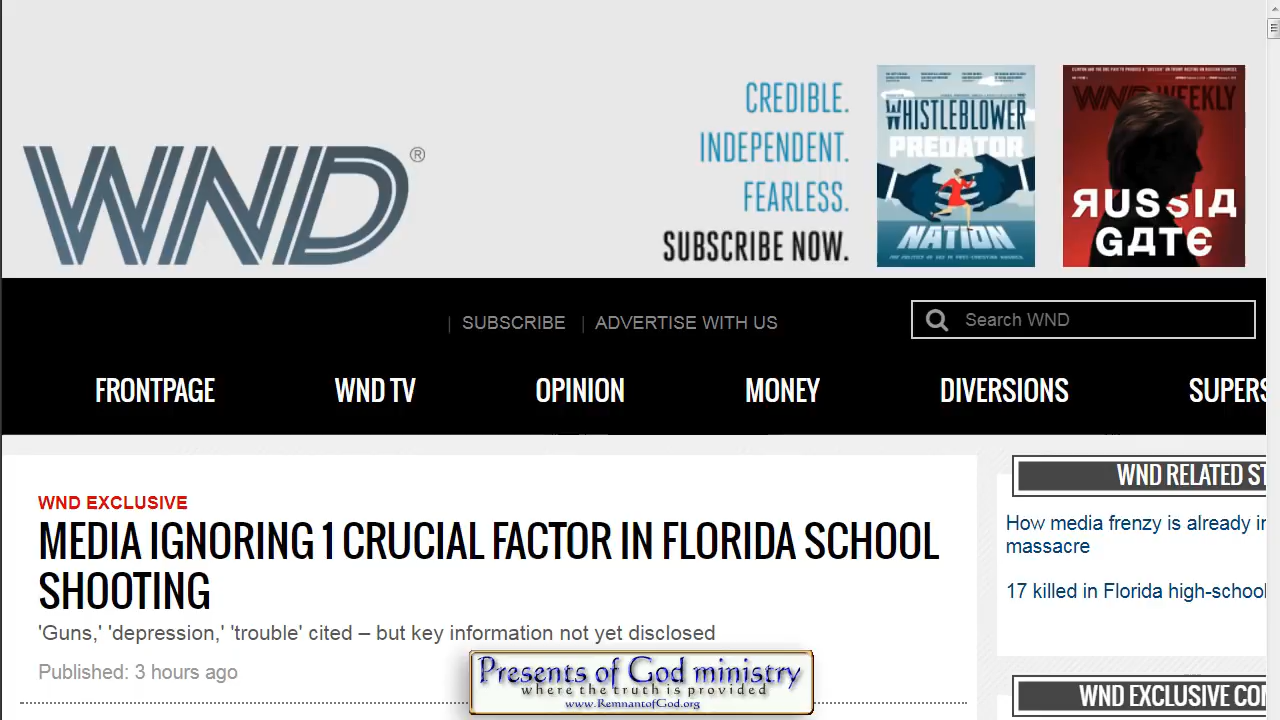 CREDIBLE.
INDEPENDENT.
FEARLESS.
SUBSCRIBE NOW.
WHISTLEBLOWER
PREDATOR
NATION
WND WEEKLY
ЯUSSIA
GATE
WND®
| SUBSCRIBE | ADVERTISE WITH US
Search WND
FRONTPAGE WND TV OPINION MONEY DIVERSIONS SUPERS
WND EXCLUSIVE
MEDIA IGNORING 1 CRUCIAL FACTOR IN FLORIDA SCHOOL
SHOOTING
'Guns,' 'depression,' 'trouble' cited – but key information not yet disclosed
Published: 3 hours ago
WND RELATED ST
How media frenzy is already in
massacre
17 killed in Florida high-school
WND EXCLUSIVE COM
Presents of God ministry
where the truth is provided
www.RemnantofGod.org